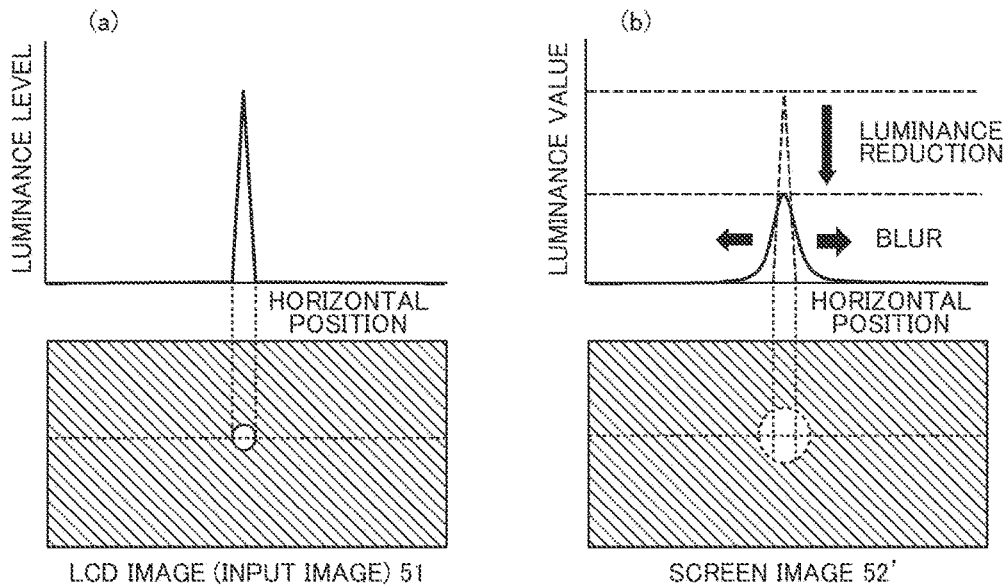 (a)
LUMINANCE LEVEL
HORIZONTAL
POSITION
LCD IMAGE (INPUT IMAGE) 51
(b)
LUMINANCE VALUE
LUMINANCE
REDUCTION
BLUR
HORIZONTAL
POSITION
SCREEN IMAGE 52'